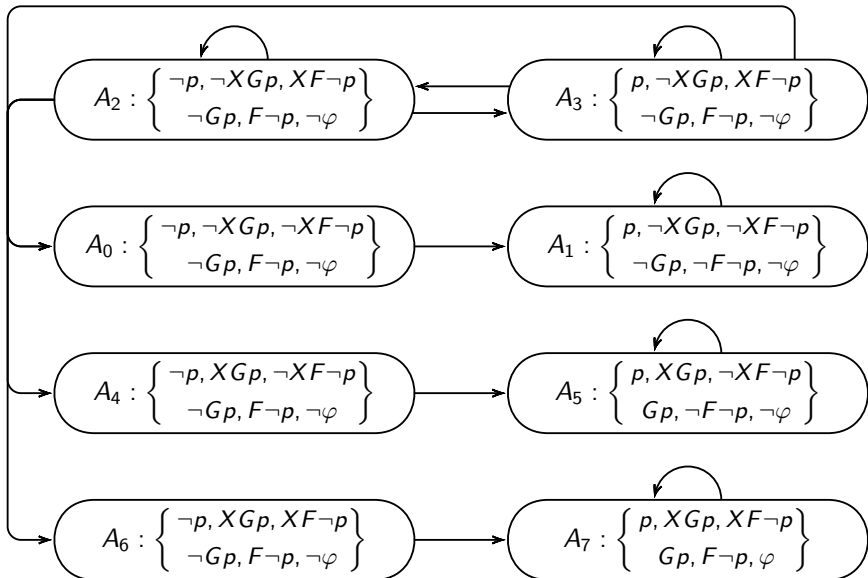 A₂ : { ¬p, ¬XGp, XF¬p
¬Gp, F¬p, ¬φ }
A₃ : { p, ¬XGp, XF¬p
¬Gp, F¬p, ¬φ }
A₀ : { ¬p, ¬XGp, ¬XF¬p
¬Gp, F¬p, ¬φ }
A₁ : { p, ¬XGp, ¬XF¬p
¬Gp, ¬F¬p, ¬φ }
A₄ : { ¬p, XGp, ¬XF¬p
¬Gp, F¬p, ¬φ }
A₅ : { p, XGp, ¬XF¬p
Gp, ¬F¬p, ¬φ }
A₆ : { ¬p, XGp, XF¬p
¬Gp, F¬p, ¬φ }
A₇ : { p, XGp, XF¬p
Gp, F¬p, φ }